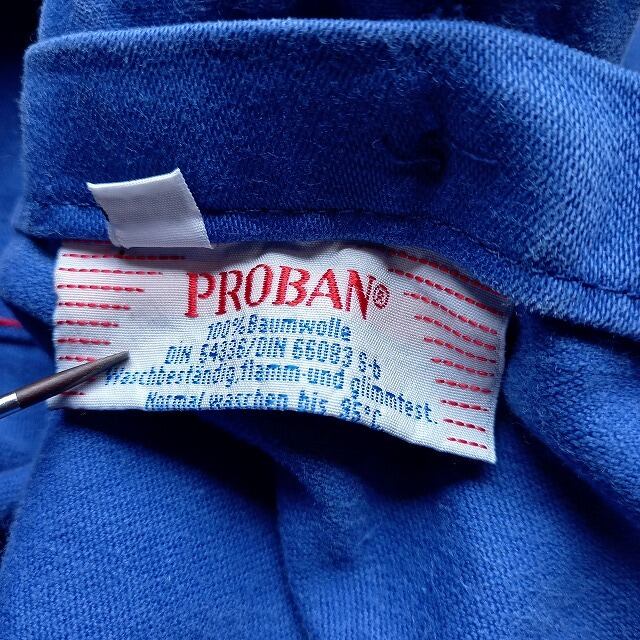 PROBAN®
100% Baumwolle
DIN 54336/DIN 66083 S-b
Waschbeständig flamm- und glimmfest.
Normal waschen bis 95°C